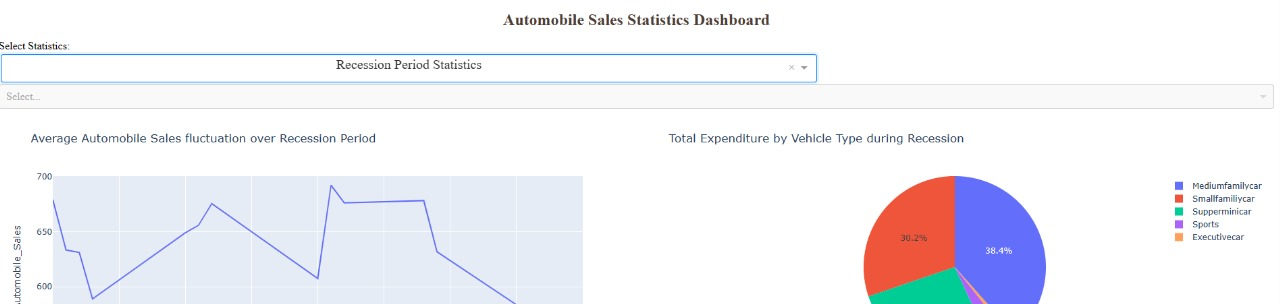 Automobile Sales Statistics Dashboard
Select Statistics:
Recession Period Statistics
×
Select...
Average Automobile Sales fluctuation over Recession Period
Total Expenditure by Vehicle Type during Recession
700
650
600
30.2%
38.4%
Mediumfamilycar
Smallfamiliycar
Supperminicar
Sports
Executivecar